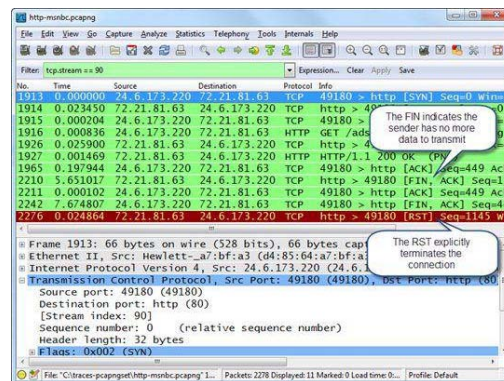 http-msnbc.pcapng
File Edit View Go Capture Analyze Statistics Telephony Tools Internals Help
Filter: tcp.stream == 90 Expression... Clear Apply Save
No. Time Source Destination Protocol Info
1913 0.000000 24.6.173.220 72.21.81.63 TCP 49180 > http [SYN] Seq=0 Win=
1914 0.023450 72.21.81.63 24.6.173.220 TCP http >
1915 0.000204 24.6.173.220 72.21.81.63 TCP 49180 >
1916 0.000836 24.6.173.220 72.21.81.63 HTTP GET /ads
1926 0.025900 72.21.81.63 24.6.173.220 TCP http >
1927 0.001469 72.21.81.63 24.6.173.220 HTTP HTTP/1.1 200 OK (PN
1965 0.197944 24.6.173.220 72.21.81.63 TCP 49180 > http [ACK] Seq=449 Ac
2210 5.651017 72.21.81.63 24.6.173.220 TCP http > 49180 [FIN, ACK] Seq=1
2211 0.000102 24.6.173.220 72.21.81.63 TCP 49180 > http [ACK] Seq=449 Ac
2242 7.674807 24.6.173.220 72.21.81.63 TCP 49180 > http [FIN, ACK] Seq=4
2276 0.024864 72.21.81.63 24.6.173.220 TCP http > 49180 [RST] Seq=1145 W
The FIN indicates the
sender has no more
data to transmit
The RST explicitly
terminates the
connection
Frame 1913: 66 bytes on wire (528 bits), 66 bytes cap
Ethernet II, Src: Hewlett-_a7:bf:a3 (d4:85:64:a7:bf:a
Internet Protocol Version 4, Src: 24.6.173.220 (24.6.1
Transmission Control Protocol, Src Port: 49180 (49180), Dst Port: http (80)
Source port: 49180 (49180)
Destination port: http (80)
[Stream index: 90]
Sequence number: 0 (relative sequence number)
Header length: 32 bytes
Flags: 0x002 (SYN)
File: "C:\traces-pcapngset\http-msnbc.pcapng" 1... Packets: 2278 Displayed: 11 Marked: 0 Load time: 0:... Profile: Default